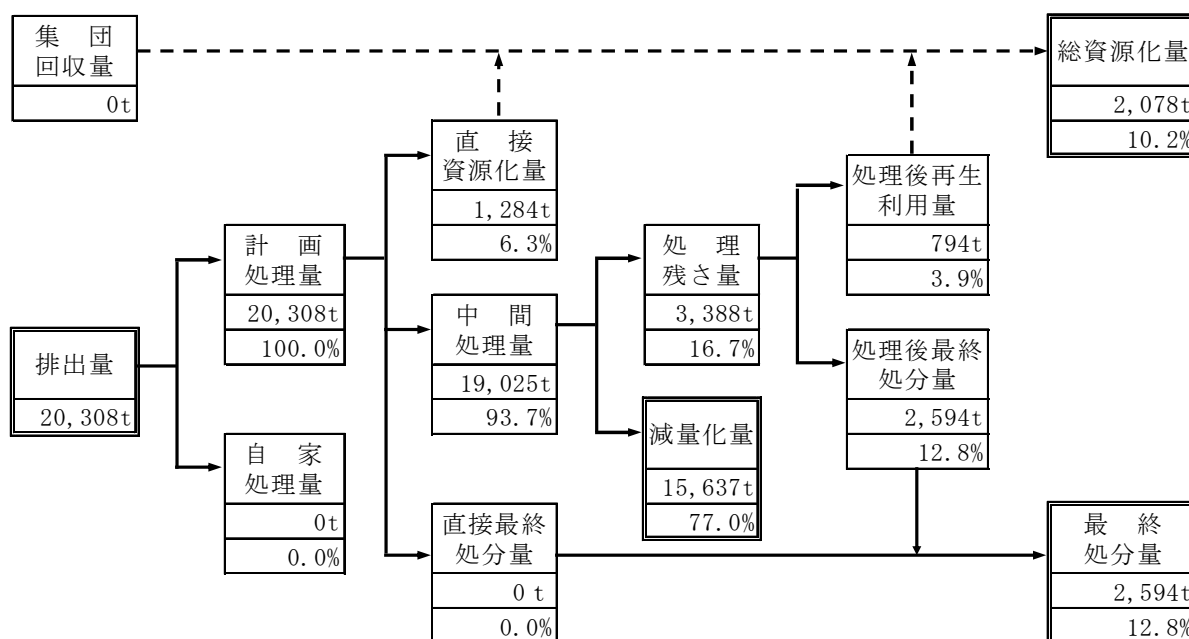 集　団
回収量
0t
総資源化量
2,078t
10.2%
直　接
資源化量
1,284t
6.3%
処理後再生
利用量
794t
3.9%
計　画
処理量
20,308t
100.0%
処　理
残さ量
3,388t
16.7%
中　間
処理量
19,025t
93.7%
排出量
20,308t
処理後最終
処分量
2,594t
12.8%
減量化量
15,637t
77.0%
自　家
処理量
0t
0.0%
直接最終
処分量
0 t
0.0%
最　終
処分量
2,594t
12.8%